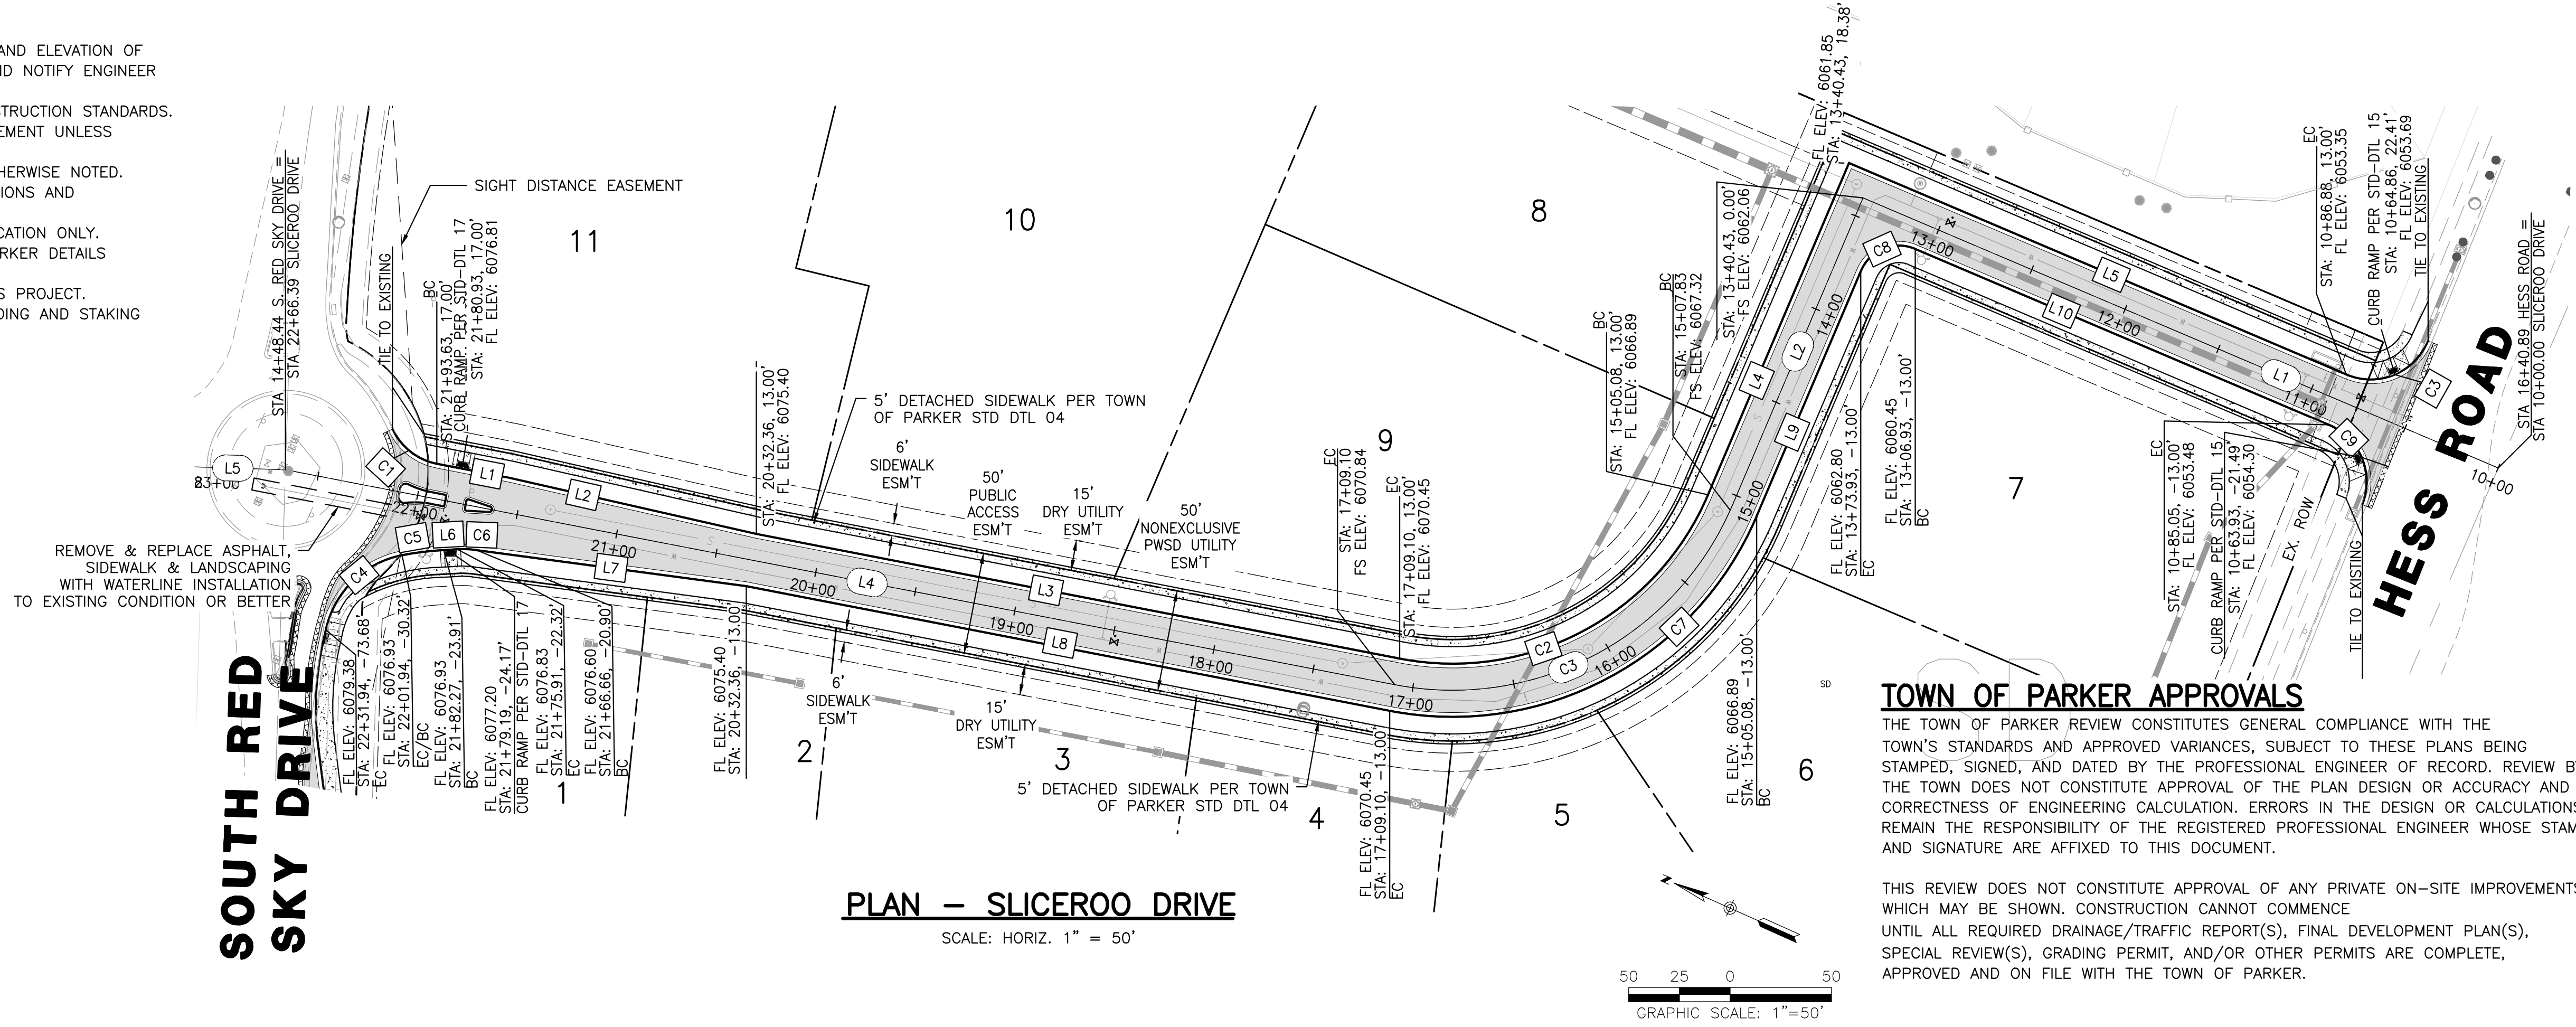 AND ELEVATION OF
ND NOTIFY ENGINEER
STRUCTION STANDARDS.
EMENT UNLESS
HERWISE NOTED.
IONS AND
CATION ONLY.
RKER DETAILS
S PROJECT.
DING AND STAKING
STA 14+48.44 S. RED SKY DRIVE =
STA 22+66.39 SLICEROO DRIVE
TIE TO EXISTING
SIGHT DISTANCE EASEMENT
BC
STA: 21+93.63, 17.00'
CURB RAMP PER STD-DTL 17
STA: 21+80.93, 17.00'
FL ELEV: 6076.81
11
10
8
9
7
6
5
4
3
2
1
STA: 20+32.36, 13.00'
FL ELEV: 6075.40
5' DETACHED SIDEWALK PER TOWN
OF PARKER STD DTL 04
6'
SIDEWALK
ESM'T
50'
PUBLIC
ACCESS
ESM'T
15'
DRY UTILITY
ESM'T
50'
NONEXCLUSIVE
PWSD UTILITY
ESM'T
EC
STA: 17+09.10
FS ELEV: 6070.84
EC
STA: 17+09.10, 13.00'
FL ELEV: 6070.45
BC
STA: 15+05.08, 13.00'
FL ELEV: 6066.89
BC
STA: 15+07.83
FS ELEV: 6067.32
STA: 13+40.43, 0.00'
FS ELEV: 6062.06
FL ELEV: 6061.85
STA: 13+40.43, 18.38'
EC
STA: 10+86.88, 13.00'
FL ELEV: 6053.35
CURB RAMP PER STD-DTL 15
STA: 10+64.86, 22.41'
FL ELEV: 6053.69
TIE TO EXISTING
STA 16+40.89 HESS ROAD =
STA 10+00.00 SLICEROO DRIVE
HESS ROAD
10+00
11+00
12+00
13+00
14+00
15+00
16+00
17+00
18+00
19+00
20+00
21+00
22+00
23+00
L5
C1
L1
L2
C5
L6
C6
C4
L7
L4
L3
L8
C2
C3
C7
L4
L2
L9
C8
L5
L10
L1
C3
C9
REMOVE & REPLACE ASPHALT,
SIDEWALK & LANDSCAPING
WITH WATERLINE INSTALLATION
TO EXISTING CONDITION OR BETTER
SOUTH RED
SKY DRIVE
FL ELEV: 6079.38
STA: 22+31.94, -73.68'
EC
FL ELEV: 6076.93
STA: 22+01.94, -30.32'
EC/BC
FL ELEV: 6076.93
STA: 21+82.27, -23.91'
BC
FL ELEV: 6077.20
STA: 21+79.19, -24.17'
CURB RAMP PER STD-DTL 17
FL ELEV: 6076.83
STA: 21+75.91, -22.32'
EC
FL ELEV: 6076.60
STA: 21+66.66, -20.90'
BC
FL ELEV: 6075.40
STA: 20+32.36, -13.00'
6'
SIDEWALK
ESM'T
15'
DRY UTILITY
ESM'T
5' DETACHED SIDEWALK PER TOWN
OF PARKER STD DTL 04
FL ELEV: 6070.45
STA: 17+09.10, -13.00'
EC
FL ELEV: 6066.89
STA: 15+05.08, -13.00'
BC
FL ELEV: 6062.80
STA: 13+73.93, -13.00'
EC
FL ELEV: 6060.45
STA: 13+06.93, -13.00'
BC
EC
STA: 10+85.05, -13.00'
FL ELEV: 6053.48
CURB RAMP PER STD-DTL 15
STA: 10+63.93, -21.49'
FL ELEV: 6054.30
EX. ROW
TIE TO EXISTING
SD
PLAN – SLICEROO DRIVE
SCALE: HORIZ. 1" = 50'
N
50 25 0 50
GRAPHIC SCALE: 1"=50'
TOWN OF PARKER APPROVALS
THE TOWN OF PARKER REVIEW CONSTITUTES GENERAL COMPLIANCE WITH THE
TOWN'S STANDARDS AND APPROVED VARIANCES, SUBJECT TO THESE PLANS BEING
STAMPED, SIGNED, AND DATED BY THE PROFESSIONAL ENGINEER OF RECORD. REVIEW B
THE TOWN DOES NOT CONSTITUTE APPROVAL OF THE PLAN DESIGN OR ACCURACY AND
CORRECTNESS OF ENGINEERING CALCULATION. ERRORS IN THE DESIGN OR CALCULATIONS
REMAIN THE RESPONSIBILITY OF THE REGISTERED PROFESSIONAL ENGINEER WHOSE STAM
AND SIGNATURE ARE AFFIXED TO THIS DOCUMENT.
THIS REVIEW DOES NOT CONSTITUTE APPROVAL OF ANY PRIVATE ON-SITE IMPROVEMENTS
WHICH MAY BE SHOWN. CONSTRUCTION CANNOT COMMENCE
UNTIL ALL REQUIRED DRAINAGE/TRAFFIC REPORT(S), FINAL DEVELOPMENT PLAN(S),
SPECIAL REVIEW(S), GRADING PERMIT, AND/OR OTHER PERMITS ARE COMPLETE,
APPROVED AND ON FILE WITH THE TOWN OF PARKER.